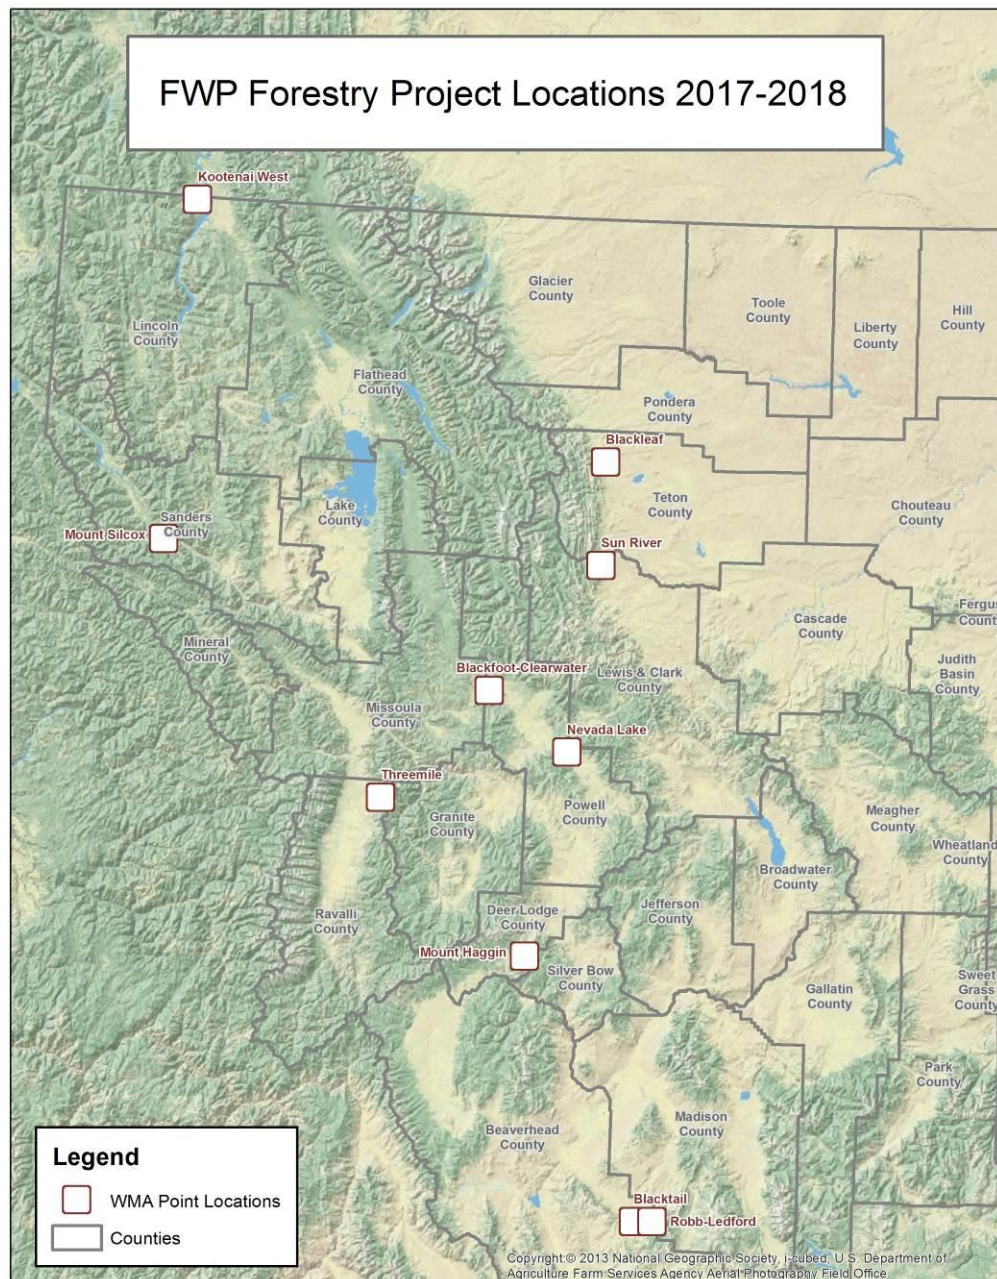 FWP Forestry Project Locations 2017-2018
Kootenai West
Glacier
County
Toole
County
Hill
County
Liberty
County
Lincoln
County
Flathead
County
Pondera
County
Blackleaf
Teton
County
Chouteau
County
Lake
County
Sanders
County
Mount Silcox
Sun River
Fergus
County
Cascade
County
Mineral
County
Judith
Basin
County
Blackfoot-Clearwater
Lewis & Clark
County
Missoula
County
Nevada Lake
Threemile
Granite
County
Powell
County
Meagher
County
Wheatland
County
Broadwater
County
Ravalli
County
Deer Lodge
County
Jefferson
County
Mount Haggin
Silver Bow
County
Gallatin
County
Sweet
Grass
County
Park
County
Madison
County
Beaverhead
County
Blacktail
Robb-Ledford
Legend
WMA Point Locations
Counties
Copyright:© 2013 National Geographic Society, i-cubed, U.S. Department of
Agriculture Farm Services Agency Aerial Photography Field Office